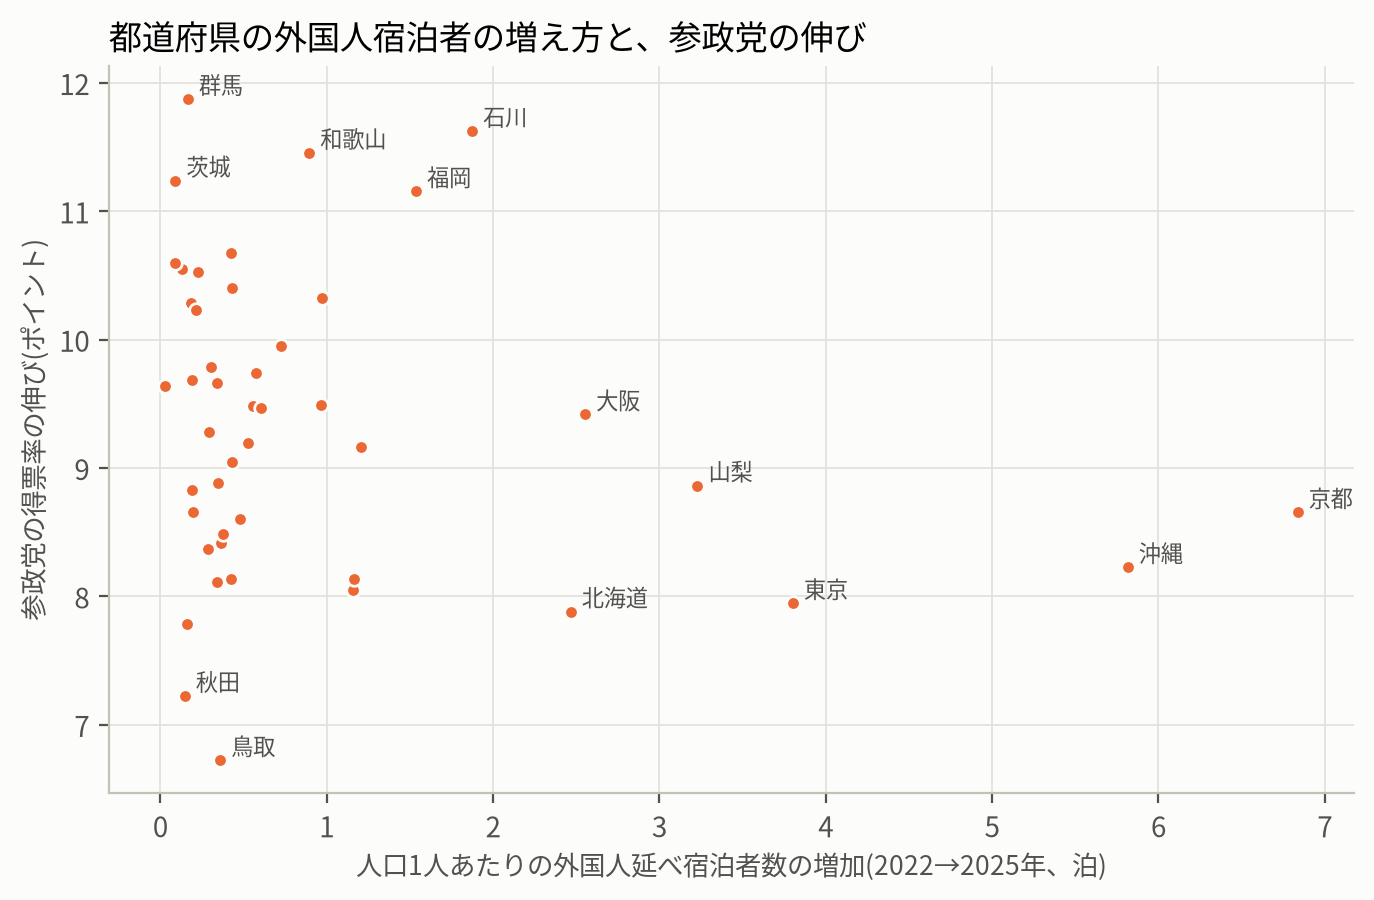 都道府県の外国人宿泊者の増え方と、参政党の伸び
参政党の得票率の伸び(ポイント)
12
11
10
9
8
7
群馬
石川
和歌山
茨城
福岡
大阪
山梨
京都
沖縄
北海道
東京
秋田
鳥取
0
1
2
3
4
5
6
7
人口1人あたりの外国人延べ宿泊者数の増加(2022→2025年、泊)